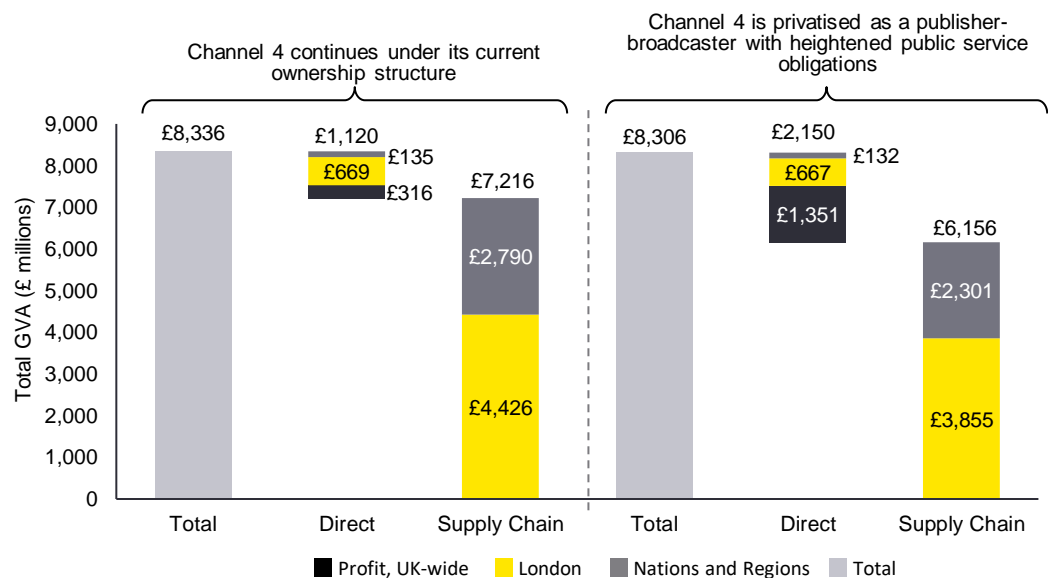 Channel 4 continues under its current
ownership structure
Channel 4 is privatised as a publisher-
broadcaster with heightened public service
obligations
Total GVA (£ millions)
9,000
8,000
7,000
6,000
5,000
4,000
3,000
2,000
1,000
0
£8,336
£1,120
£135
£669
£316
£7,216
£2,790
£4,426
£8,306
£2,150
£132
£667
£1,351
£6,156
£2,301
£3,855
Total
Direct
Supply Chain
Total
Direct
Supply Chain
Profit, UK-wide
London
Nations and Regions
Total